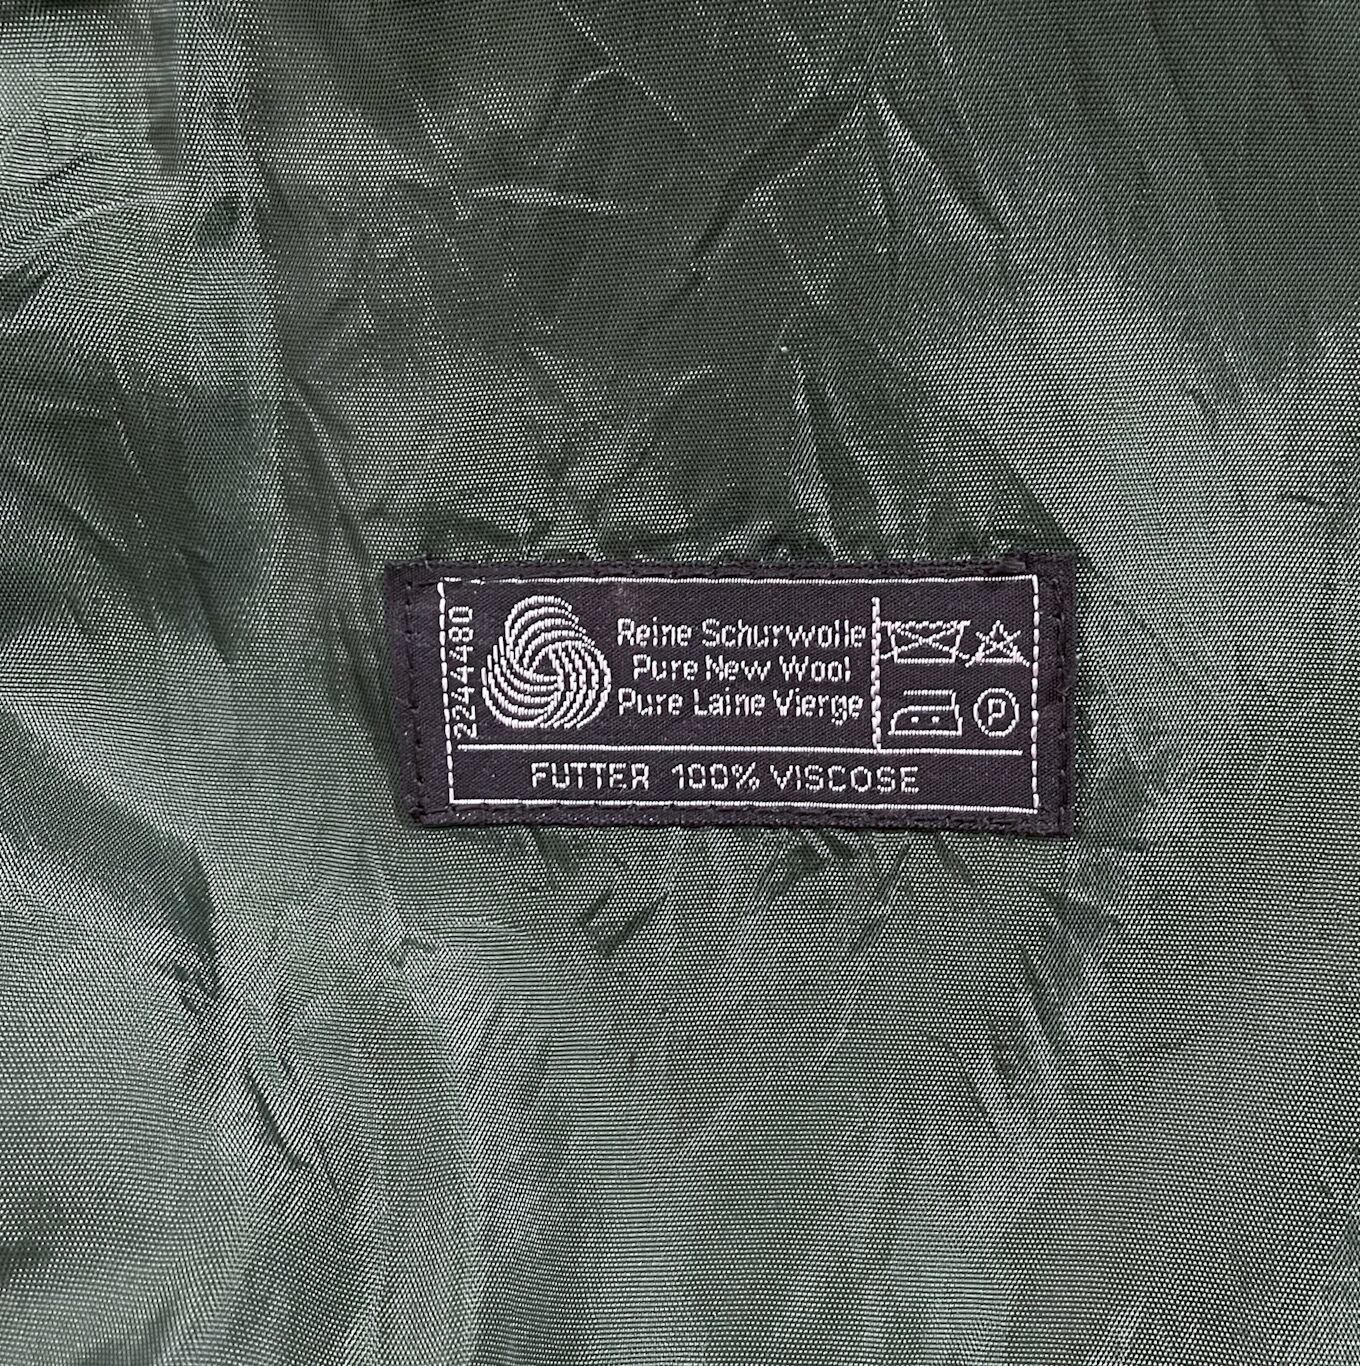 2244480
Reine Schurwolle
Pure New Wool
Pure Laine Vierge
P
FUTTER 100% VISCOSE